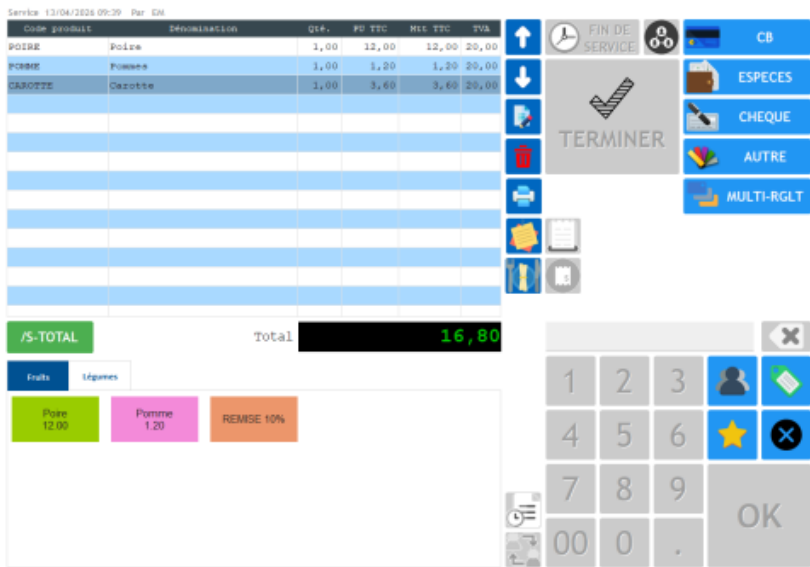 Service 13/04/2026 09:39 Par EM
Code produit Dénomination Qté. PU TTC Mtt TTC TVA
POIRE Poire 1,00 12,00 12,00 20,00
POMME Pommes 1,00 1,20 1,20 20,00
CAROTTE Carotte 1,00 3,60 3,60 20,00
FIN DE
SERVICE
TERMINER
CB
ESPECES
CHEQUE
AUTRE
MULTI-RGLT
/S-TOTAL Total 16,80
Fruits Légumes
Poire
12.00
Pomme
1.20
REMISE 10%
1 2 3
4 5 6
7 8 9
00 0 .
OK